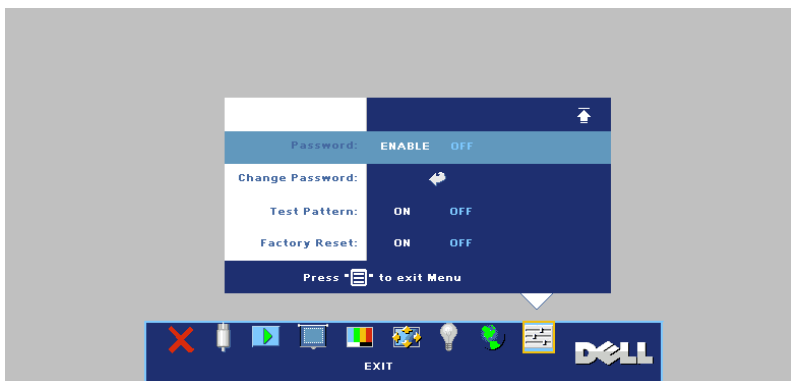 Password: ENABLE OFF
Change Password:
Test Pattern: ON OFF
Factory Reset: ON OFF
Press " " to exit Menu
EXIT
DELL